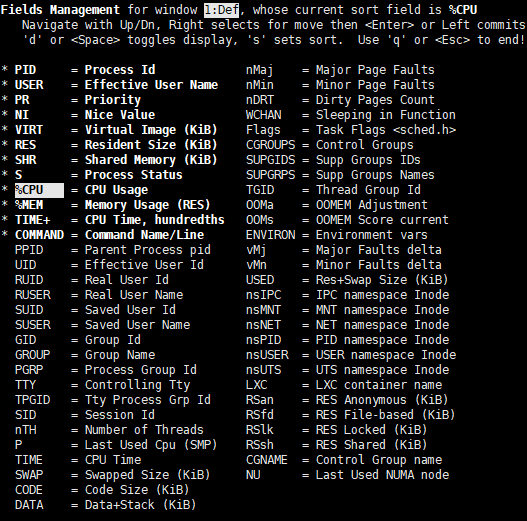 Fields Management for window 1:Def, whose current sort field is %CPU
Navigate with Up/Dn, Right selects for move then <Enter> or Left commits,
'd' or <Space> toggles display, 's' sets sort.  Use 'q' or <Esc> to end!
* PID     = Process Id             nMaj    = Major Page Faults
* USER    = Effective User Name    nMin    = Minor Page Faults
* PR      = Priority               nDRT    = Dirty Pages Count
* NI      = Nice Value             WCHAN   = Sleeping in Function
* VIRT    = Virtual Image (KiB)    Flags   = Task Flags <sched.h>
* RES     = Resident Size (KiB)    CGROUPS = Control Groups
* SHR     = Shared Memory (KiB)    SUPGIDS = Supp Groups IDs
* S       = Process Status         SUPGRPS = Supp Groups Names
* %CPU    = CPU Usage              TGID    = Thread Group Id
* %MEM    = Memory Usage (RES)     OOMa    = OOMEM Adjustment
* TIME+   = CPU Time, hundredths   OOMs    = OOMEM Score current
* COMMAND = Command Name/Line      ENVIRON = Environment vars
  PPID    = Parent Process pid     vMj     = Major Faults delta
  UID     = Effective User Id      vMn     = Minor Faults delta
  RUID    = Real User Id           USED    = Res+Swap Size (KiB)
  RUSER   = Real User Name         nsIPC   = IPC namespace Inode
  SUID    = Saved User Id          nsMNT   = MNT namespace Inode
  SUSER   = Saved User Name        nsNET   = NET namespace Inode
  GID     = Group Id               nsPID   = PID namespace Inode
  GROUP   = Group Name             nsUSER  = USER namespace Inode
  PGRP    = Process Group Id       nsUTS   = UTS namespace Inode
  TTY     = Controlling Tty        LXC     = LXC container name
  TPGID   = Tty Process Grp Id     RSan    = RES Anonymous (KiB)
  SID     = Session Id             RSfd    = RES File-based (KiB)
  nTH     = Number of Threads      RSlk    = RES Locked (KiB)
  P       = Last Used Cpu (SMP)    RSsh    = RES Shared (KiB)
  TIME    = CPU Time               CGNAME  = Control Group name
  SWAP    = Swapped Size (KiB)     NU      = Last Used NUMA node
  CODE    = Code Size (KiB)
  DATA    = Data+Stack (KiB)